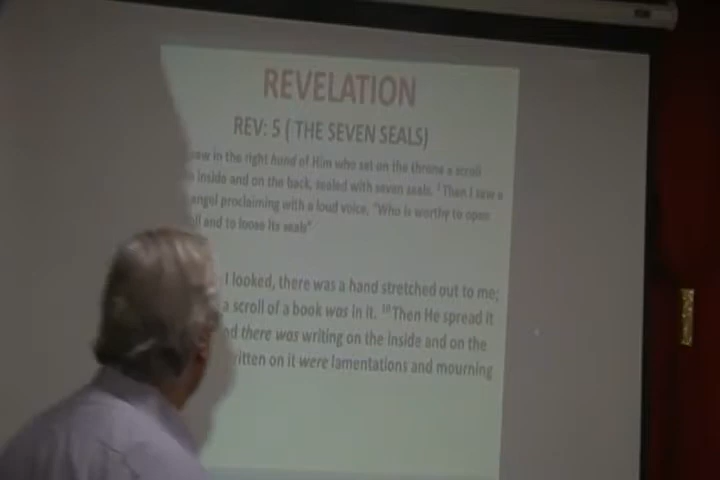 REVELATION
REV: 5 ( THE SEVEN SEALS)
saw in the right hand of Him who sat on the throne a scroll
inside and on the back, sealed with seven seals. 2 Then I saw a
angel proclaiming with a loud voice, "Who is worthy to open
and to loose its seals"
I looked, there was a hand stretched out to me;
a scroll of a book was in it. 10 Then He spread it
there was writing on the inside and on the
on it were lamentations and mourning